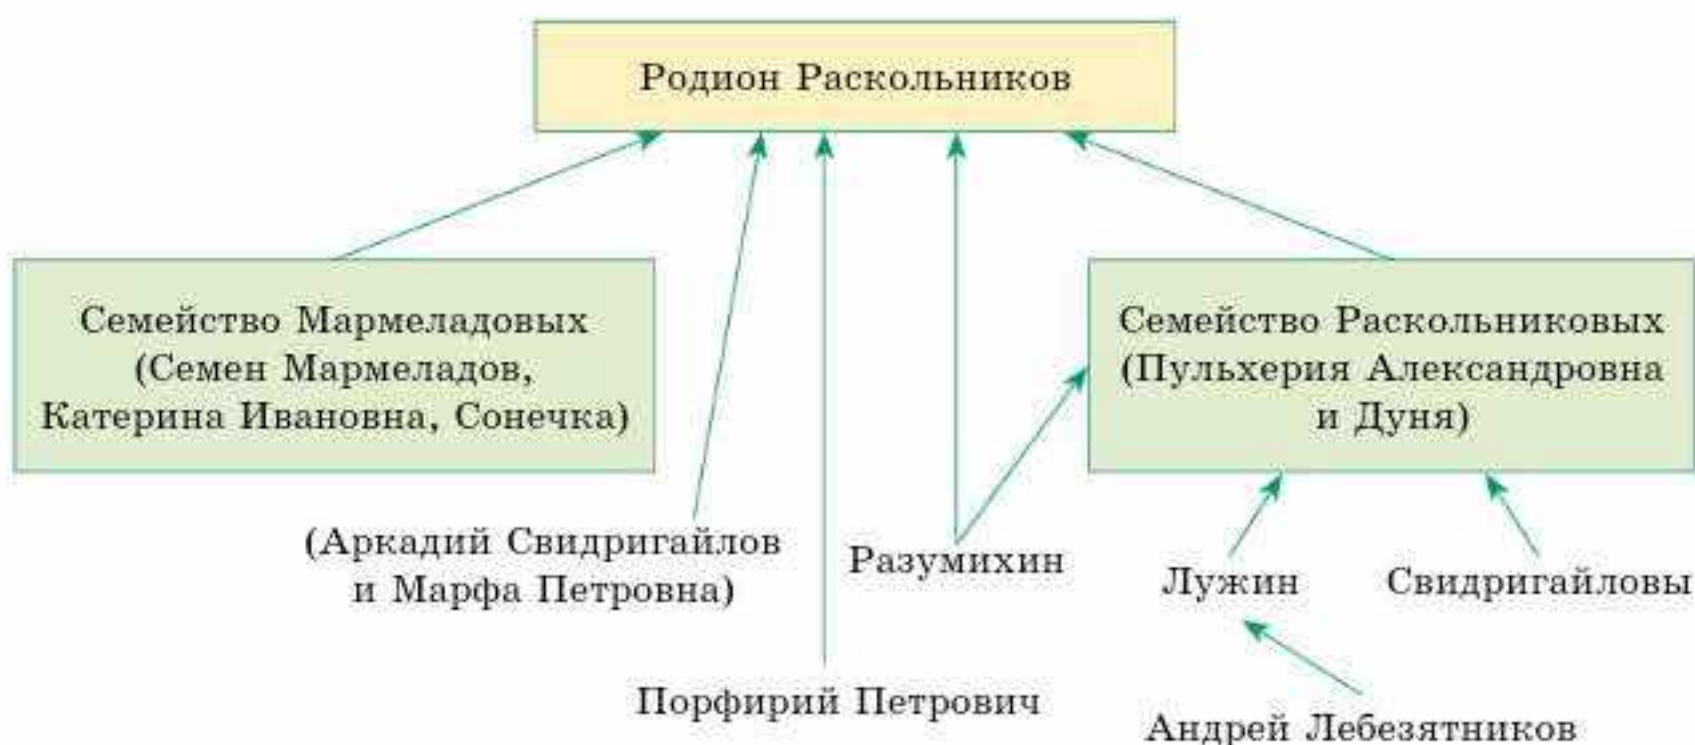 Родион Раскольников
Семейство Мармеладовых
(Семен Мармеладов,
Катерина Ивановна, Сонечка)
Семейство Раскольниковых
(Пульхерия Александровна
и Дуня)
(Аркадий Свидригайлов
и Марфа Петровна)
Разумихин
Лужин
Свидригайловы
Порфирий Петрович
Андрей Лебезятников